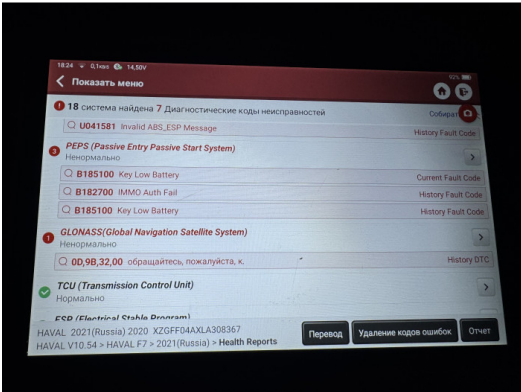 18:24 0,1кв/с 14,50V 92%
Показать меню
18 система найдена 7 Диагностические коды неисправностей
Собират
U041581 Invalid ABS_ESP Message History Fault Code
3 PEPS (Passive Entry Passive Start System)
Ненормально
B185100 Key Low Battery Current Fault Code
B182700 IMMO Auth Fail History Fault Code
B185100 Key Low Battery History Fault Code
1 GLONASS(Global Navigation Satellite System)
Ненормально
0D,9B,32,00 обращайтесь, пожалуйста, к. History DTC
TCU (Transmission Control Unit)
Нормально
ESP (Electrical Stable Program)
HAVAL 2021(Russia) 2020 XZGFF04AXLA308367
HAVAL V10.54 > HAVAL F7 > 2021(Russia) > Health Reports
Перевод Удаление кодов ошибок Отчет